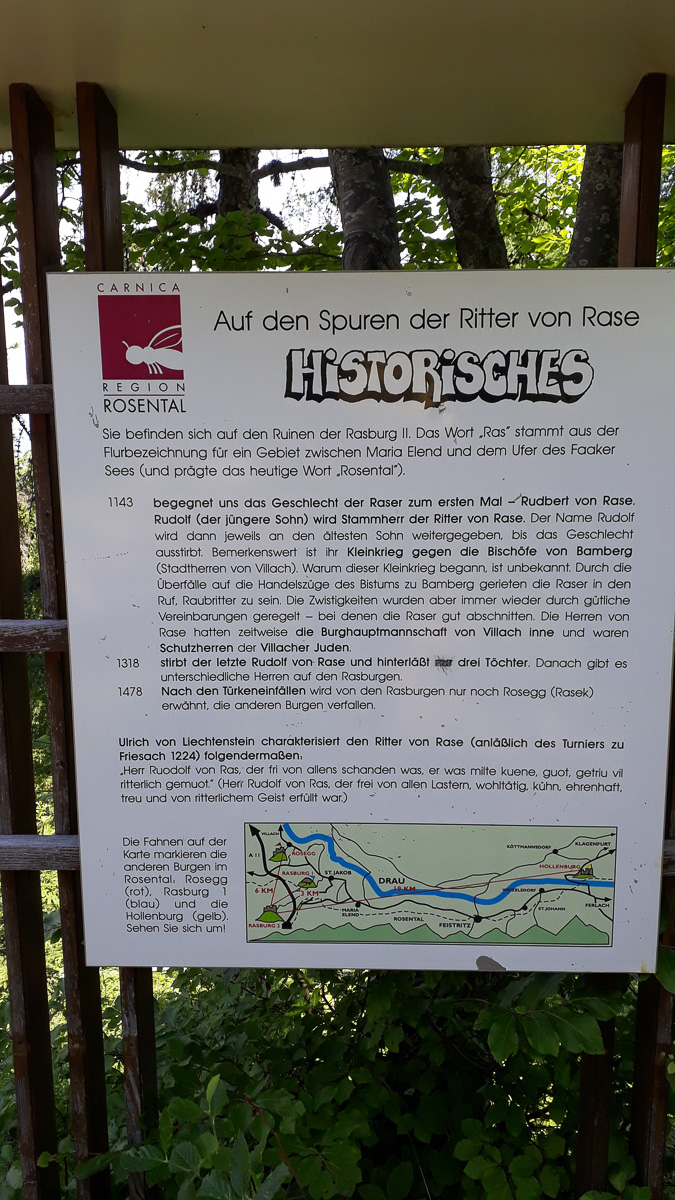 CARNICA
REGION
ROSENTAL
Auf den Spuren der Ritter von Rase
HISTORISCHES
Sie befinden sich auf den Ruinen der Rasburg II. Das Wort „Ras" stammt aus der
Flurbezeichnung für ein Gebiet zwischen Maria Elend und dem Ufer des Faaker
Sees (und prägte das heutige Wort „Rosental").
1143 begegnet uns das Geschlecht der Raser zum ersten Mal – Rudbert von Rase.
Rudolf (der jüngere Sohn) wird Stammherr der Ritter von Rase. Der Name Rudolf
wird dann jeweils an den ältesten Sohn weitergegeben, bis das Geschlecht
ausstirbt. Bemerkenswert ist ihr Kleinkrieg gegen die Bischöfe von Bamberg
(Stadtherren von Villach). Warum dieser Kleinkrieg begann, ist unbekannt. Durch die
Überfälle auf die Handelszüge des Bistums zu Bamberg gerieten die Raser in den
Ruf, Raubritter zu sein. Die Zwistigkeiten wurden aber immer wieder durch gütliche
Vereinbarungen geregelt – bei denen die Raser gut abschnitten. Die Herren von
Rase hatten zeitweise die Burghauptmannschaft von Villach inne und waren
Schutzherren der Villacher Juden.
1318 stirbt der letzte Rudolf von Rase und hinterläßt drei Töchter. Danach gibt es
unterschiedliche Herren auf den Rasburgen.
1478 Nach den Türkeneinfällen wird von den Rasburgen nur noch Rosegg (Rasek)
erwähnt, die anderen Burgen verfallen.
Ulrich von Liechtenstein charakterisiert den Ritter von Rase (anläßlich des Turniers zu
Friesach 1224) folgendermaßen:
„Herr Ruodolf von Ras, der fri von allens schanden was, er was milte kuene, guot, getriu vil
ritterlich gemuot." (Herr Rudolf von Ras, der frei von allen Lastern, wohltätig, kühn, ehrenhaft,
treu und von ritterlichem Geist erfüllt war.)
Die Fahnen auf der
Karte markieren die
anderen Burgen im
Rosental: Rosegg
(rot), Rasburg 1
(blau) und die
Hollenburg (gelb).
Sehen Sie sich um!
VILLACH
A 11
ROSEGG
RASBURG 1
ST. JAKOB
6 KM
3 KM
RASBURG 2
MARIA
ELEND
DRAU
19 KM
ROSENTAL
FEISTRITZ
KÖTTMANNSDORF
KLAGENFURT
HOLLENBURG
WEIZELSDORF
ST. JOHANN
FERLACH